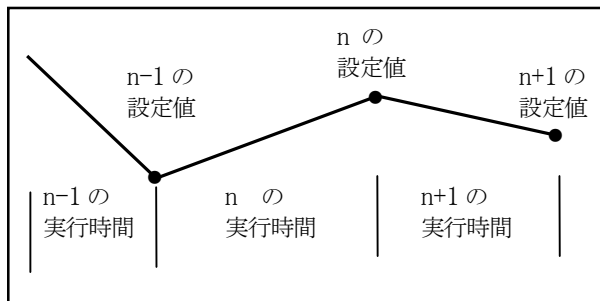 n-1 の
設定値
n の
設定値
n+1 の
設定値
n-1 の
実行時間
n の
実行時間
n+1 の
実行時間